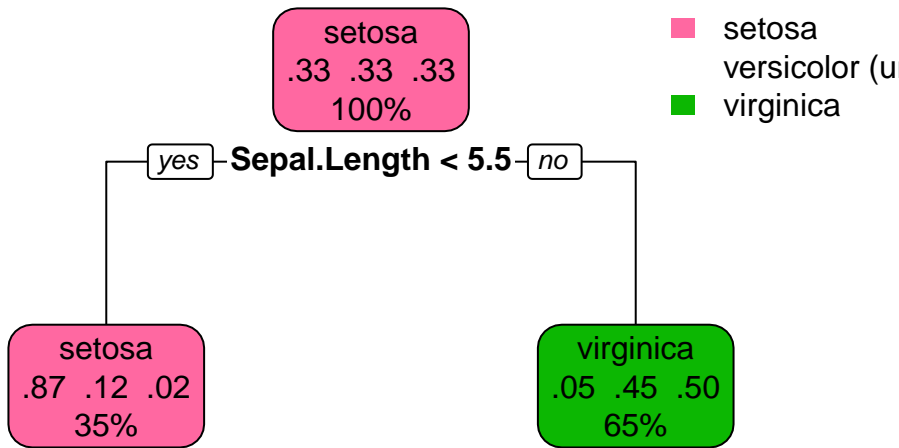 setosa
.33 .33 .33
100%
setosa
versicolor (u
virginica
yes Sepal.Length < 5.5 no
setosa
.87 .12 .02
35%
virginica
.05 .45 .50
65%